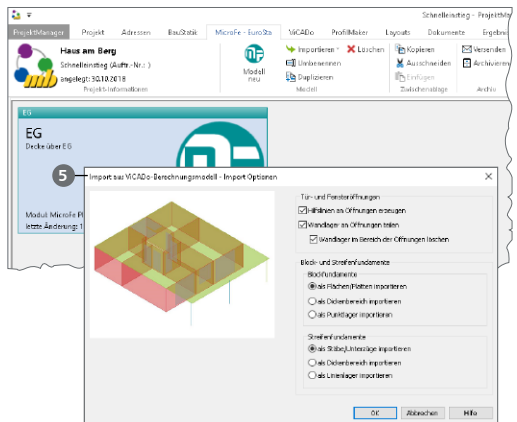 Schnelleinstieg - ProjektMa
ProjektManager Projekt Adressen BauStatik MicroFe - EuroSta ViCADo ProfilMaker Layouts Dokumente Ergebni
Haus am Berg
Schnelleinstieg (Auftr.-Nr.: )
angelegt: 30.10.2018
Projekt-Informationen
mb
Modell
neu
Importieren Löschen
Umbenennen
Duplizieren
Modell
Kopieren
Ausschneiden
Einfügen
Zwischenablage
Versenden
Archivieren
Archiv
EG
EG
Decke über EG
Modul: MicroFe Pl
letzte Änderung: 1
5
Import aus ViCADo-Berechnungsmodell - Import Optionen
Tür- und Fensteröffnungen
Hilfslinien an Öffnungen erzeugen
Wandlager an Öffnungen teilen
Wandlager im Bereich der Öffnungen löschen
Block- und Streifenfundamente
Blockfundamente
als Flächen/Platten importieren
als Dickenbereich importieren
als Punktlager importieren
Streifenfundamente
als Stäbe/Unterzüge importieren
als Dickenbereich importieren
als Linienlager importieren
OK Abbrechen Hilfe